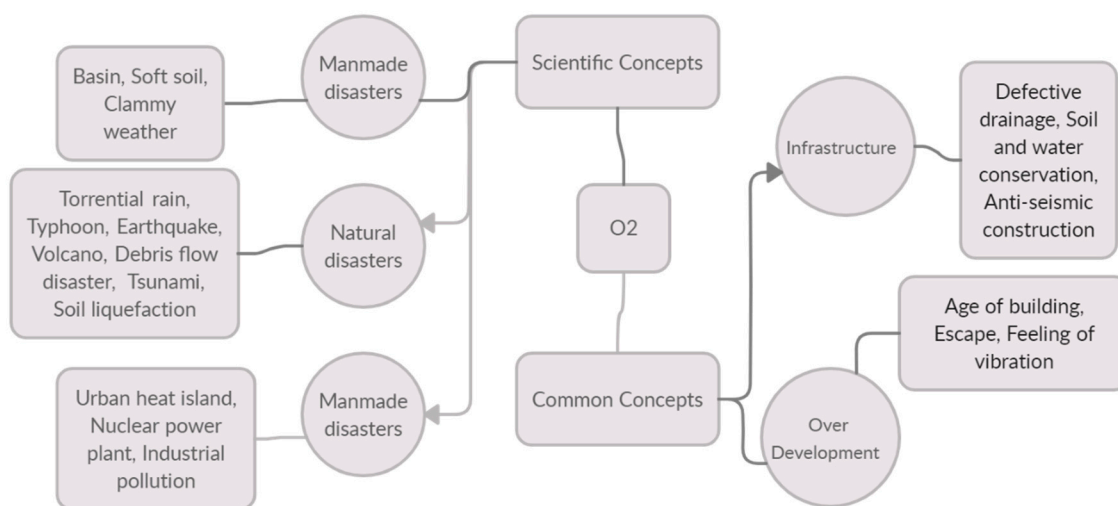 Basin, Soft soil,
Clammy
weather
Manmade
disasters
Scientific Concepts
Torrential rain,
Typhoon, Earthquake,
Volcano, Debris flow
disaster, Tsunami,
Soil liquefaction
Natural
disasters
O2
Urban heat island,
Nuclear power
plant, Industrial
pollution
Manmade
disasters
Common Concepts
Infrastructure
Defective
drainage, Soil
and water
conservation,
Anti-seismic
construction
Over
Development
Age of building,
Escape, Feeling of
vibration